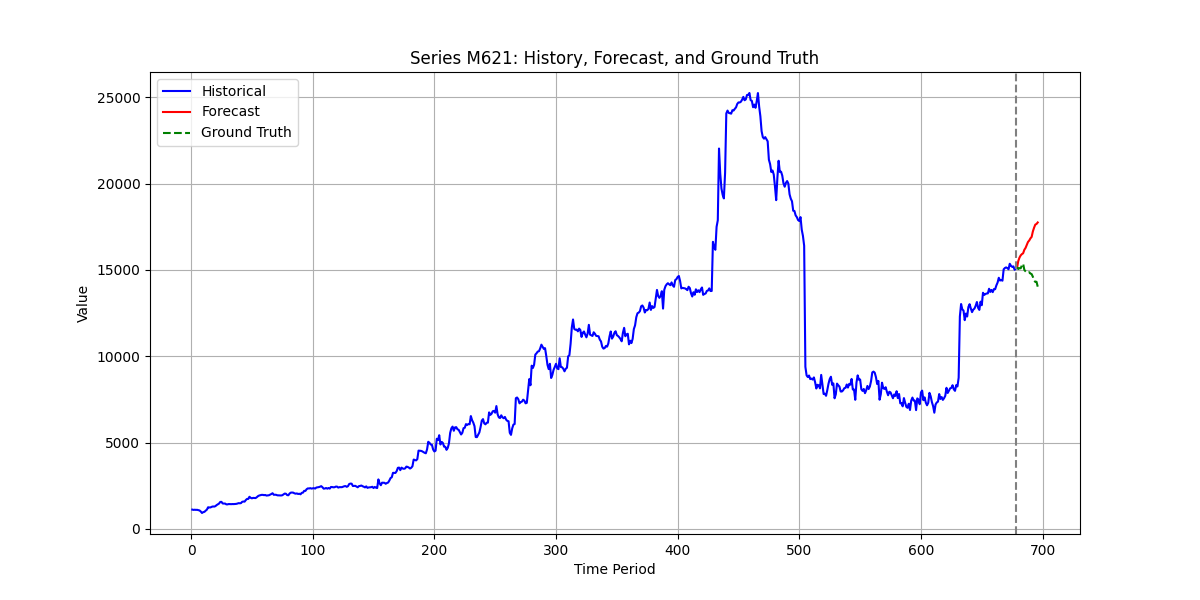 Series M621: History, Forecast, and Ground Truth
Historical
Forecast
Ground Truth
Value
25000
20000
15000
10000
5000
0
0 100 200 300 400 500 600 700
Time Period